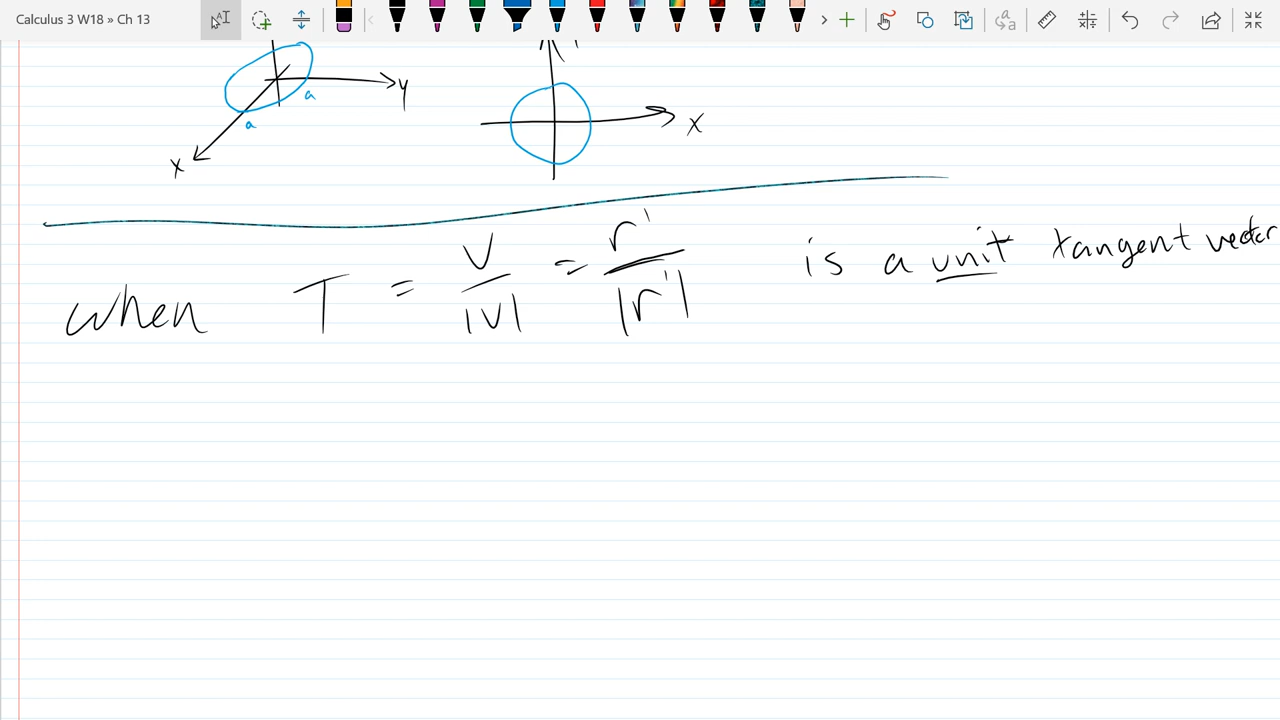 Calculus 3 W18 » Ch 13
y
a
a
x
x
when T = v/|v| = r'/|r'| is a unit tangent vector